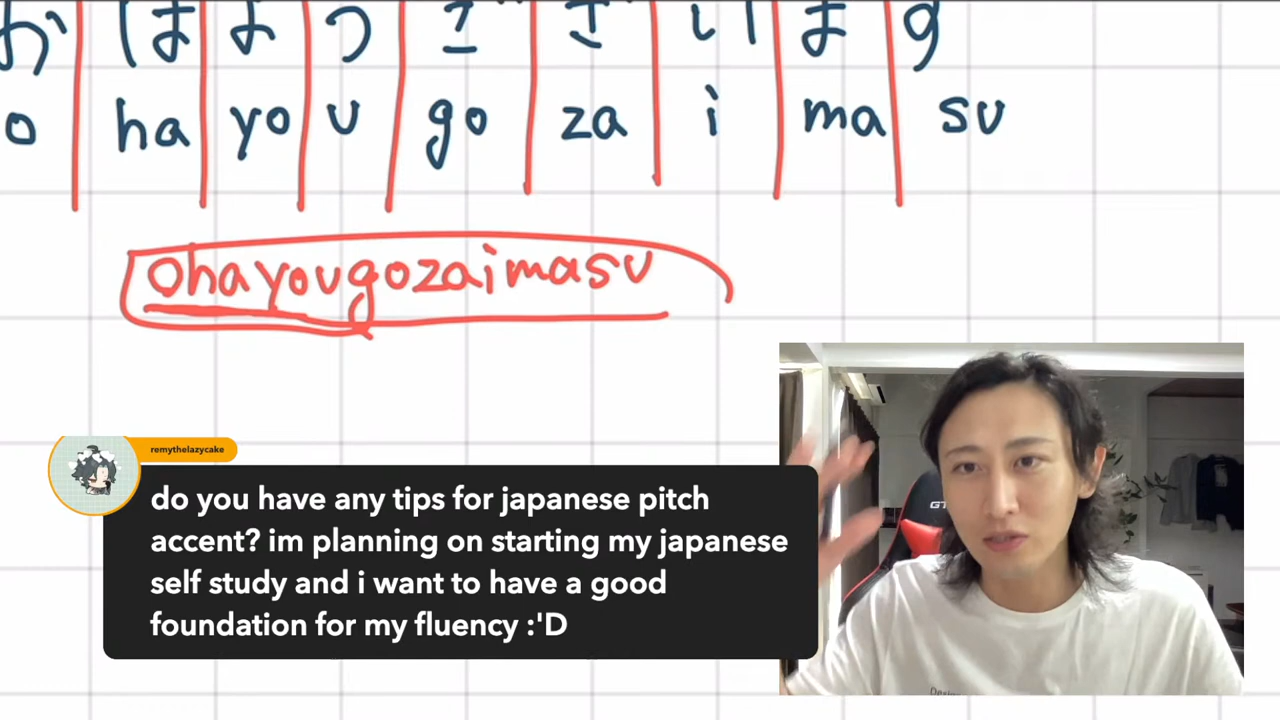 お は よ う ご ざ い ま す
o ha yo u go za i ma su
Ohayougozaimasu
remythelazycake
do you have any tips for japanese pitch
accent? im planning on starting my japanese
self study and i want to have a good
foundation for my fluency :'D
GT